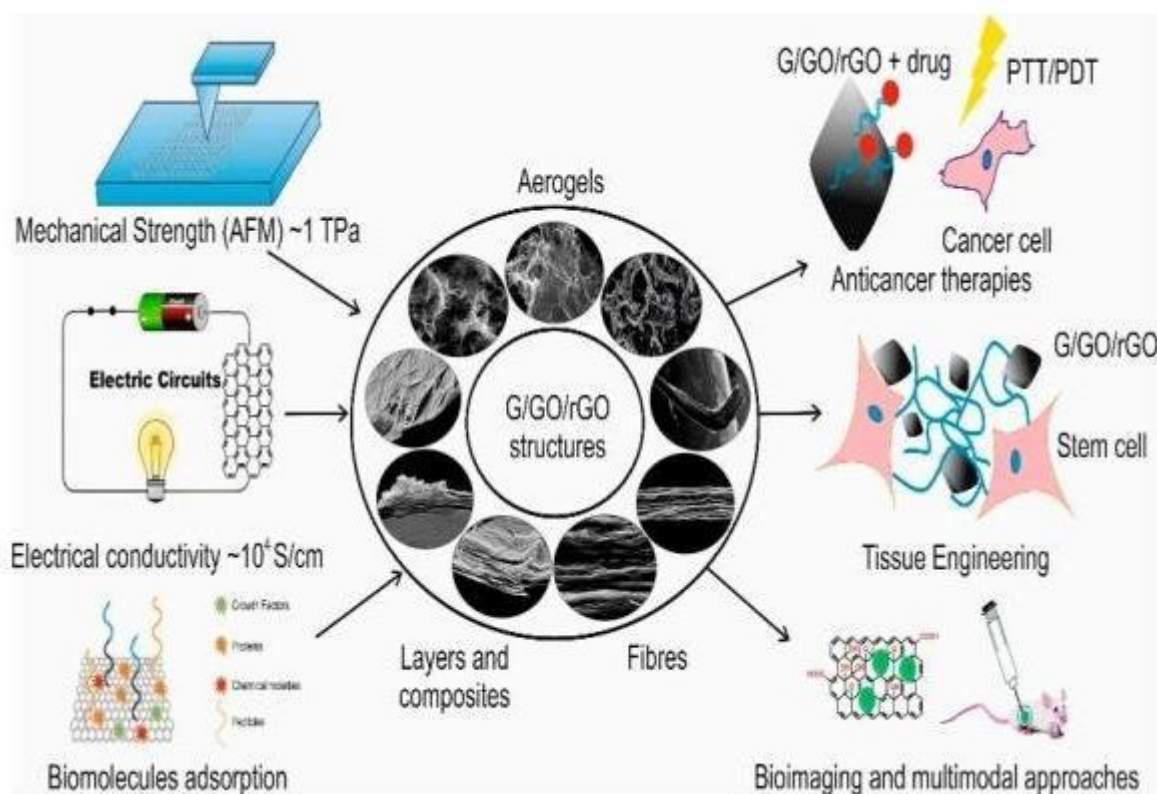 Mechanical Strength (AFM) ~1 TPa
Electric Circuits
Electrical conductivity ~10⁴ S/cm
Growth Factors
Proteins
Chemical moieties
Peptides
Biomolecules adsorption
Aerogels
G/GO/rGO
structures
Layers and
composites
Fibres
G/GO/rGO + drug
PTT/PDT
Cancer cell
Anticancer therapies
G/GO/rGO
Stem cell
Tissue Engineering
Bioimaging and multimodal approaches